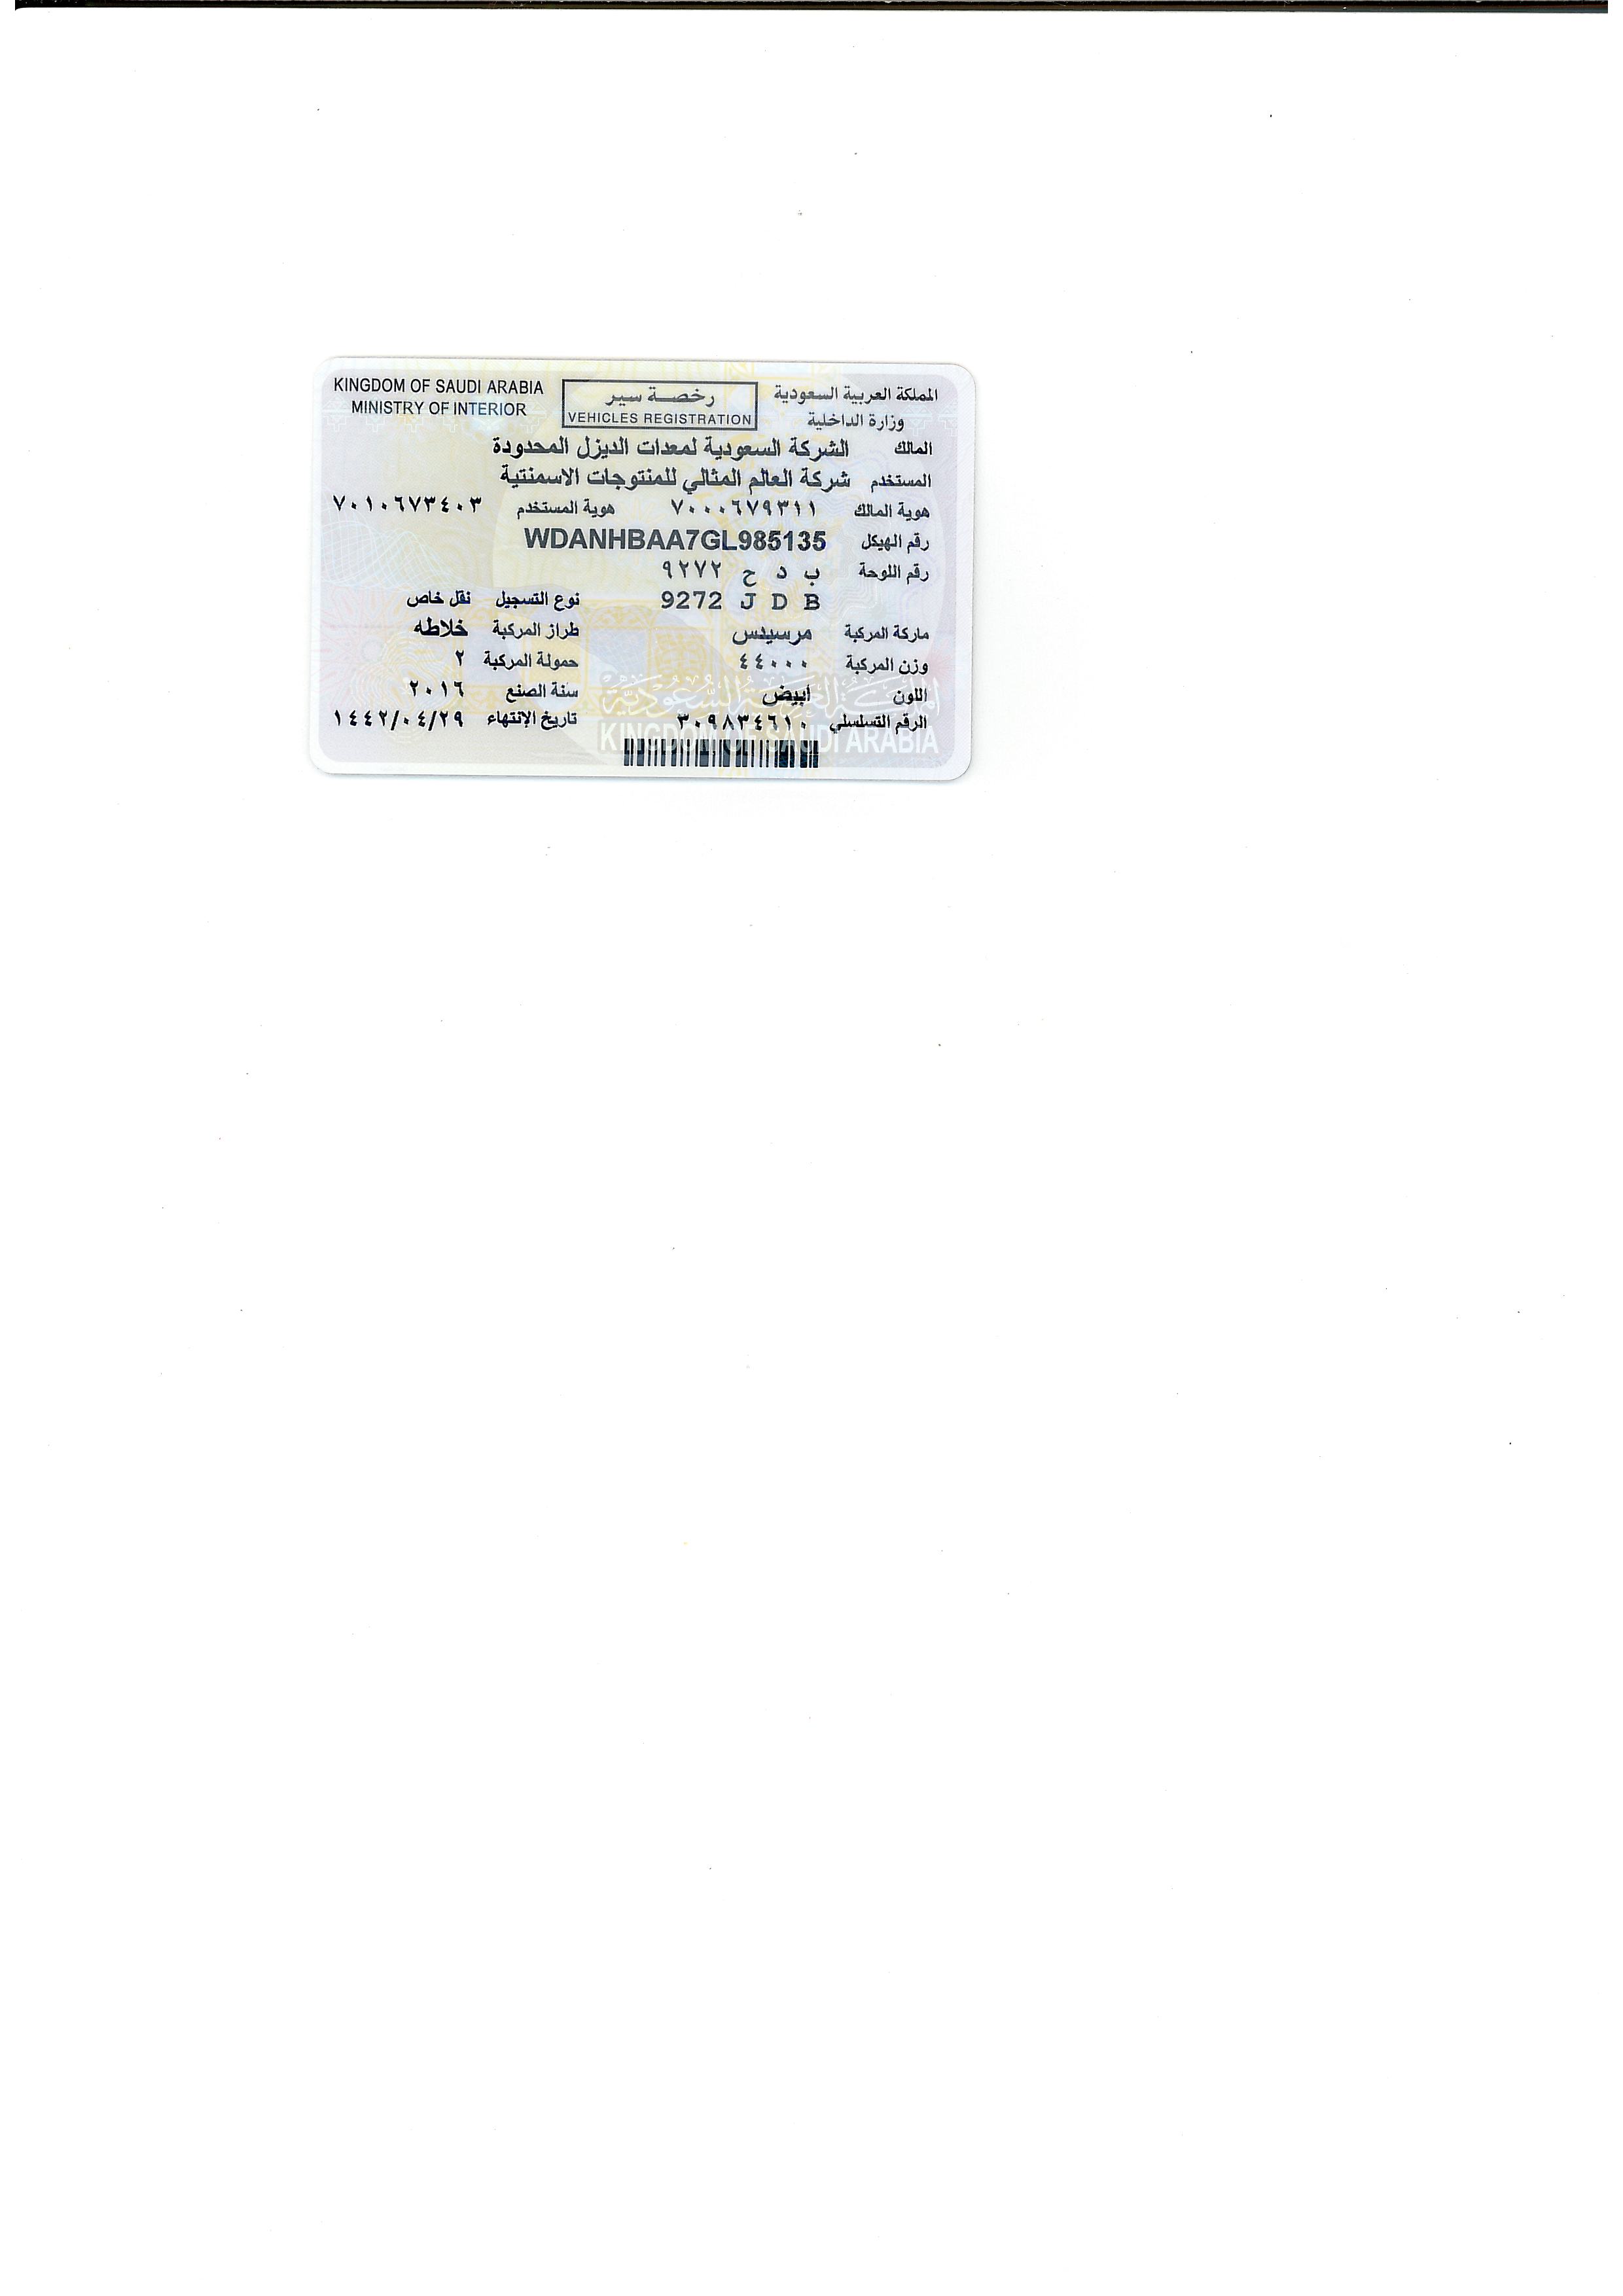 المملكة العربية السعودية رخصة سير KINGDOM OF SAUDI ARABIA
وزارة الداخلية VEHICLES REGISTRATION MINISTRY OF INTERIOR
المالك الشركة السعودية لمعدات الديزل المحدودة
المستخدم شركة العالم المثالي للمنتوجات الاسمنتية
هوية المالك ٧٠٠٠٦٧٩٣١١ هوية المستخدم ٧٠١٠٦٧٣٤٠٣
رقم الهيكل WDANHBAA7GL985135
رقم اللوحة ب د ح ٩٢٧٢
9272 J D B نوع التسجيل نقل خاص
ماركة المركبة مرسيدس طراز المركبة خلاطه
وزن المركبة ٤٤٠٠٠ حمولة المركبة ٢
اللون ابيض سنة الصنع ٢٠١٦
الرقم التسلسلي ٣٠٩٨٣٤٦١٠ تاريخ الإنتهاء ١٤٤٢/٠٤/٢٩
المملكة العربية السعودية
KINGDOM OF SAUDI ARABIA